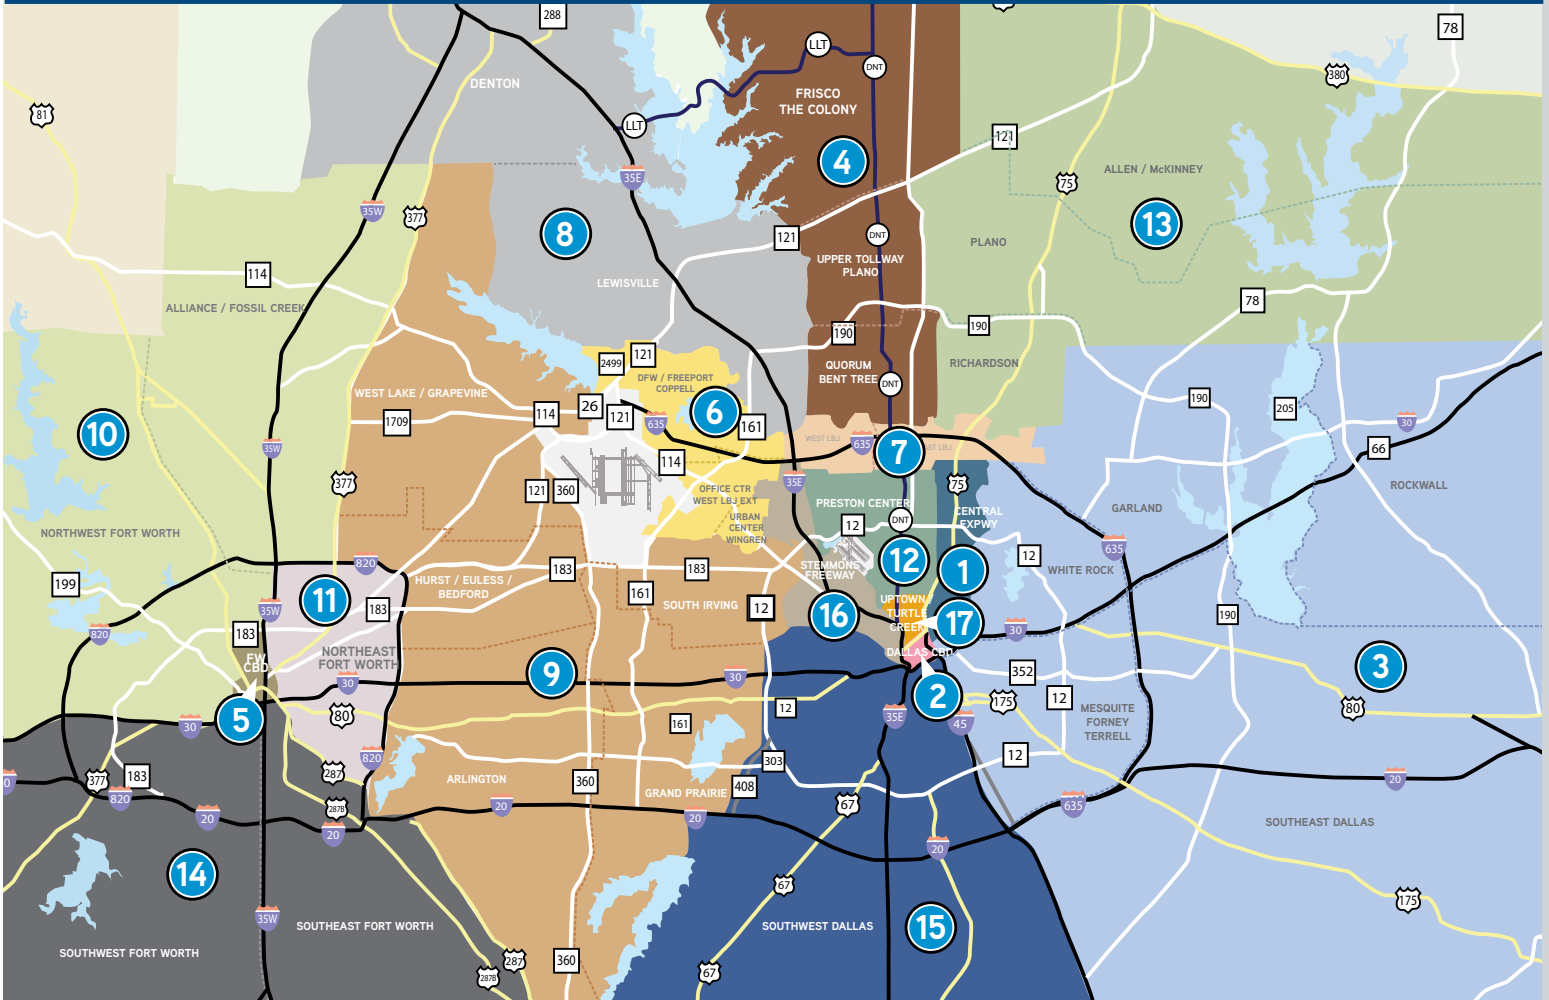 288
78
DENTON
LLT
DNT
380
FRISCO
THE COLONY
81
LLT
121
4
ALLEN / McKINNEY
35E
75
35W
377
13
8
DNT
121
PLANO
UPPER TOLLWAY
PLANO
114
LEWISVILLE
78
ALLIANCE / FOSSIL CREEK
190
190
2499
121
QUORUM
BENT TREE
RICHARDSON
DFW / FREEPORT
COPPELL
DNT
WEST LAKE / GRAPEVINE
190
205
26
6
1709
114
121
635
161
30
10
WEST LBJ
635
7
66
35W
114
377
35E
75
ROCKWALL
121
360
OFFICE CTR
WEST LBJ EXT
PRESTON CENTER
GARLAND
URBAN
CENTER
WINGREN
12
DNT
CENTRAL
EXPWY
NORTHWEST FORT WORTH
635
12
820
12
1
WHITE ROCK
199
183
183
STEMMONS
FREEWAY
HURST / EULESS /
BEDFORD
11
161
35W
183
SOUTH IRVING
12
UPTOWN
TURTLE
CREEK
16
17
190
820
183
30
FW
CBD
NORTHEAST
FORT WORTH
DALLAS CBD
3
9
352
30
30
2
12
175
5
80
12
35E
45
80
30
161
MESQUITE
FORNEY
TERRELL
820
12
303
287
377
183
ARLINGTON
360
GRAND PRAIRIE
408
20
820
287B
20
67
635
20
20
20
SOUTHEAST DALLAS
20
14
67
175
35W
SOUTHEAST FORT WORTH
SOUTHWEST DALLAS
15
SOUTHWEST FORT WORTH
287
360
287B
67